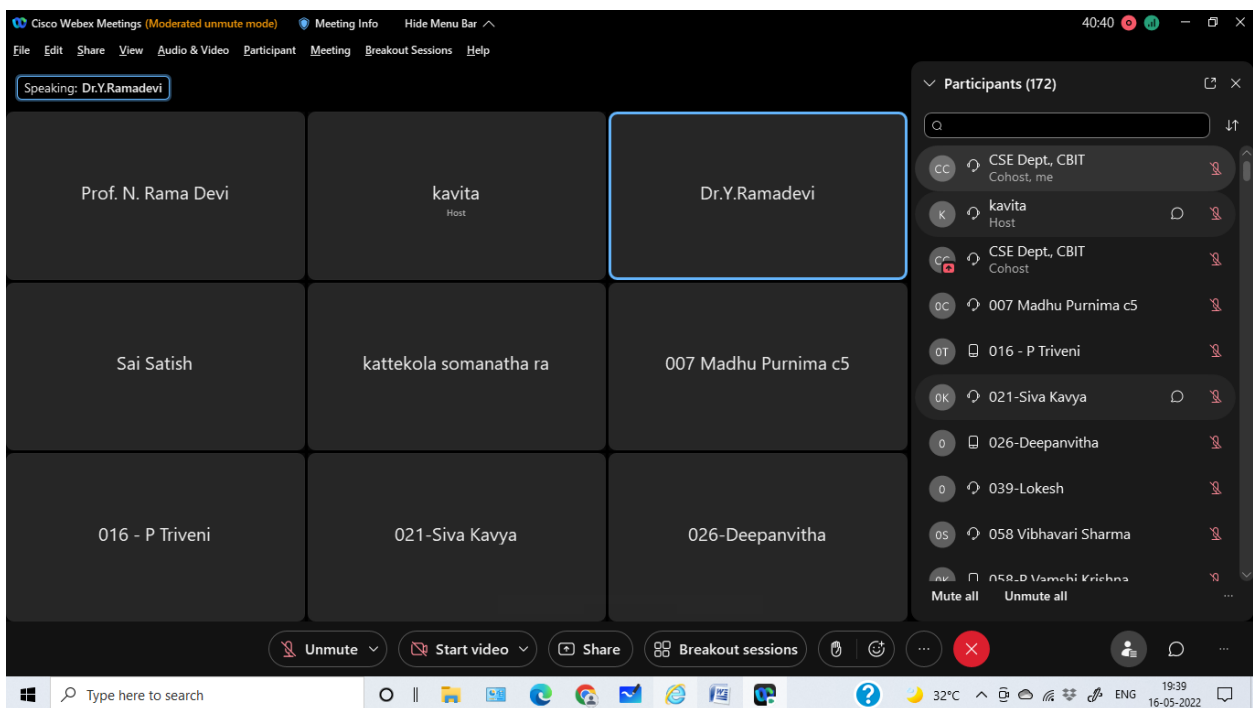 Cisco Webex Meetings (Moderated unmute mode) Meeting Info Hide Menu Bar 40:40
File Edit Share View Audio & Video Participant Meeting Breakout Sessions Help
Speaking: Dr.Y.Ramadevi
Prof. N. Rama Devi
kavita
Host
Dr.Y.Ramadevi
Sai Satish
kattekola somanatha ra
007 Madhu Purnima c5
016 - P Triveni
021-Siva Kavya
026-Deepanvitha
Participants (172)
CC CSE Dept., CBIT
Cohost, me
K kavita
Host
CC CSE Dept., CBIT
Cohost
0C 007 Madhu Purnima c5
0T 016 - P Triveni
0K 021-Siva Kavya
0 026-Deepanvitha
0 039-Lokesh
0S 058 Vibhavari Sharma
0K 058-P Vamshi Krishna
Mute all Unmute all
Unmute Start video Share Breakout sessions
Type here to search 32°C ENG 19:39
16-05-2022